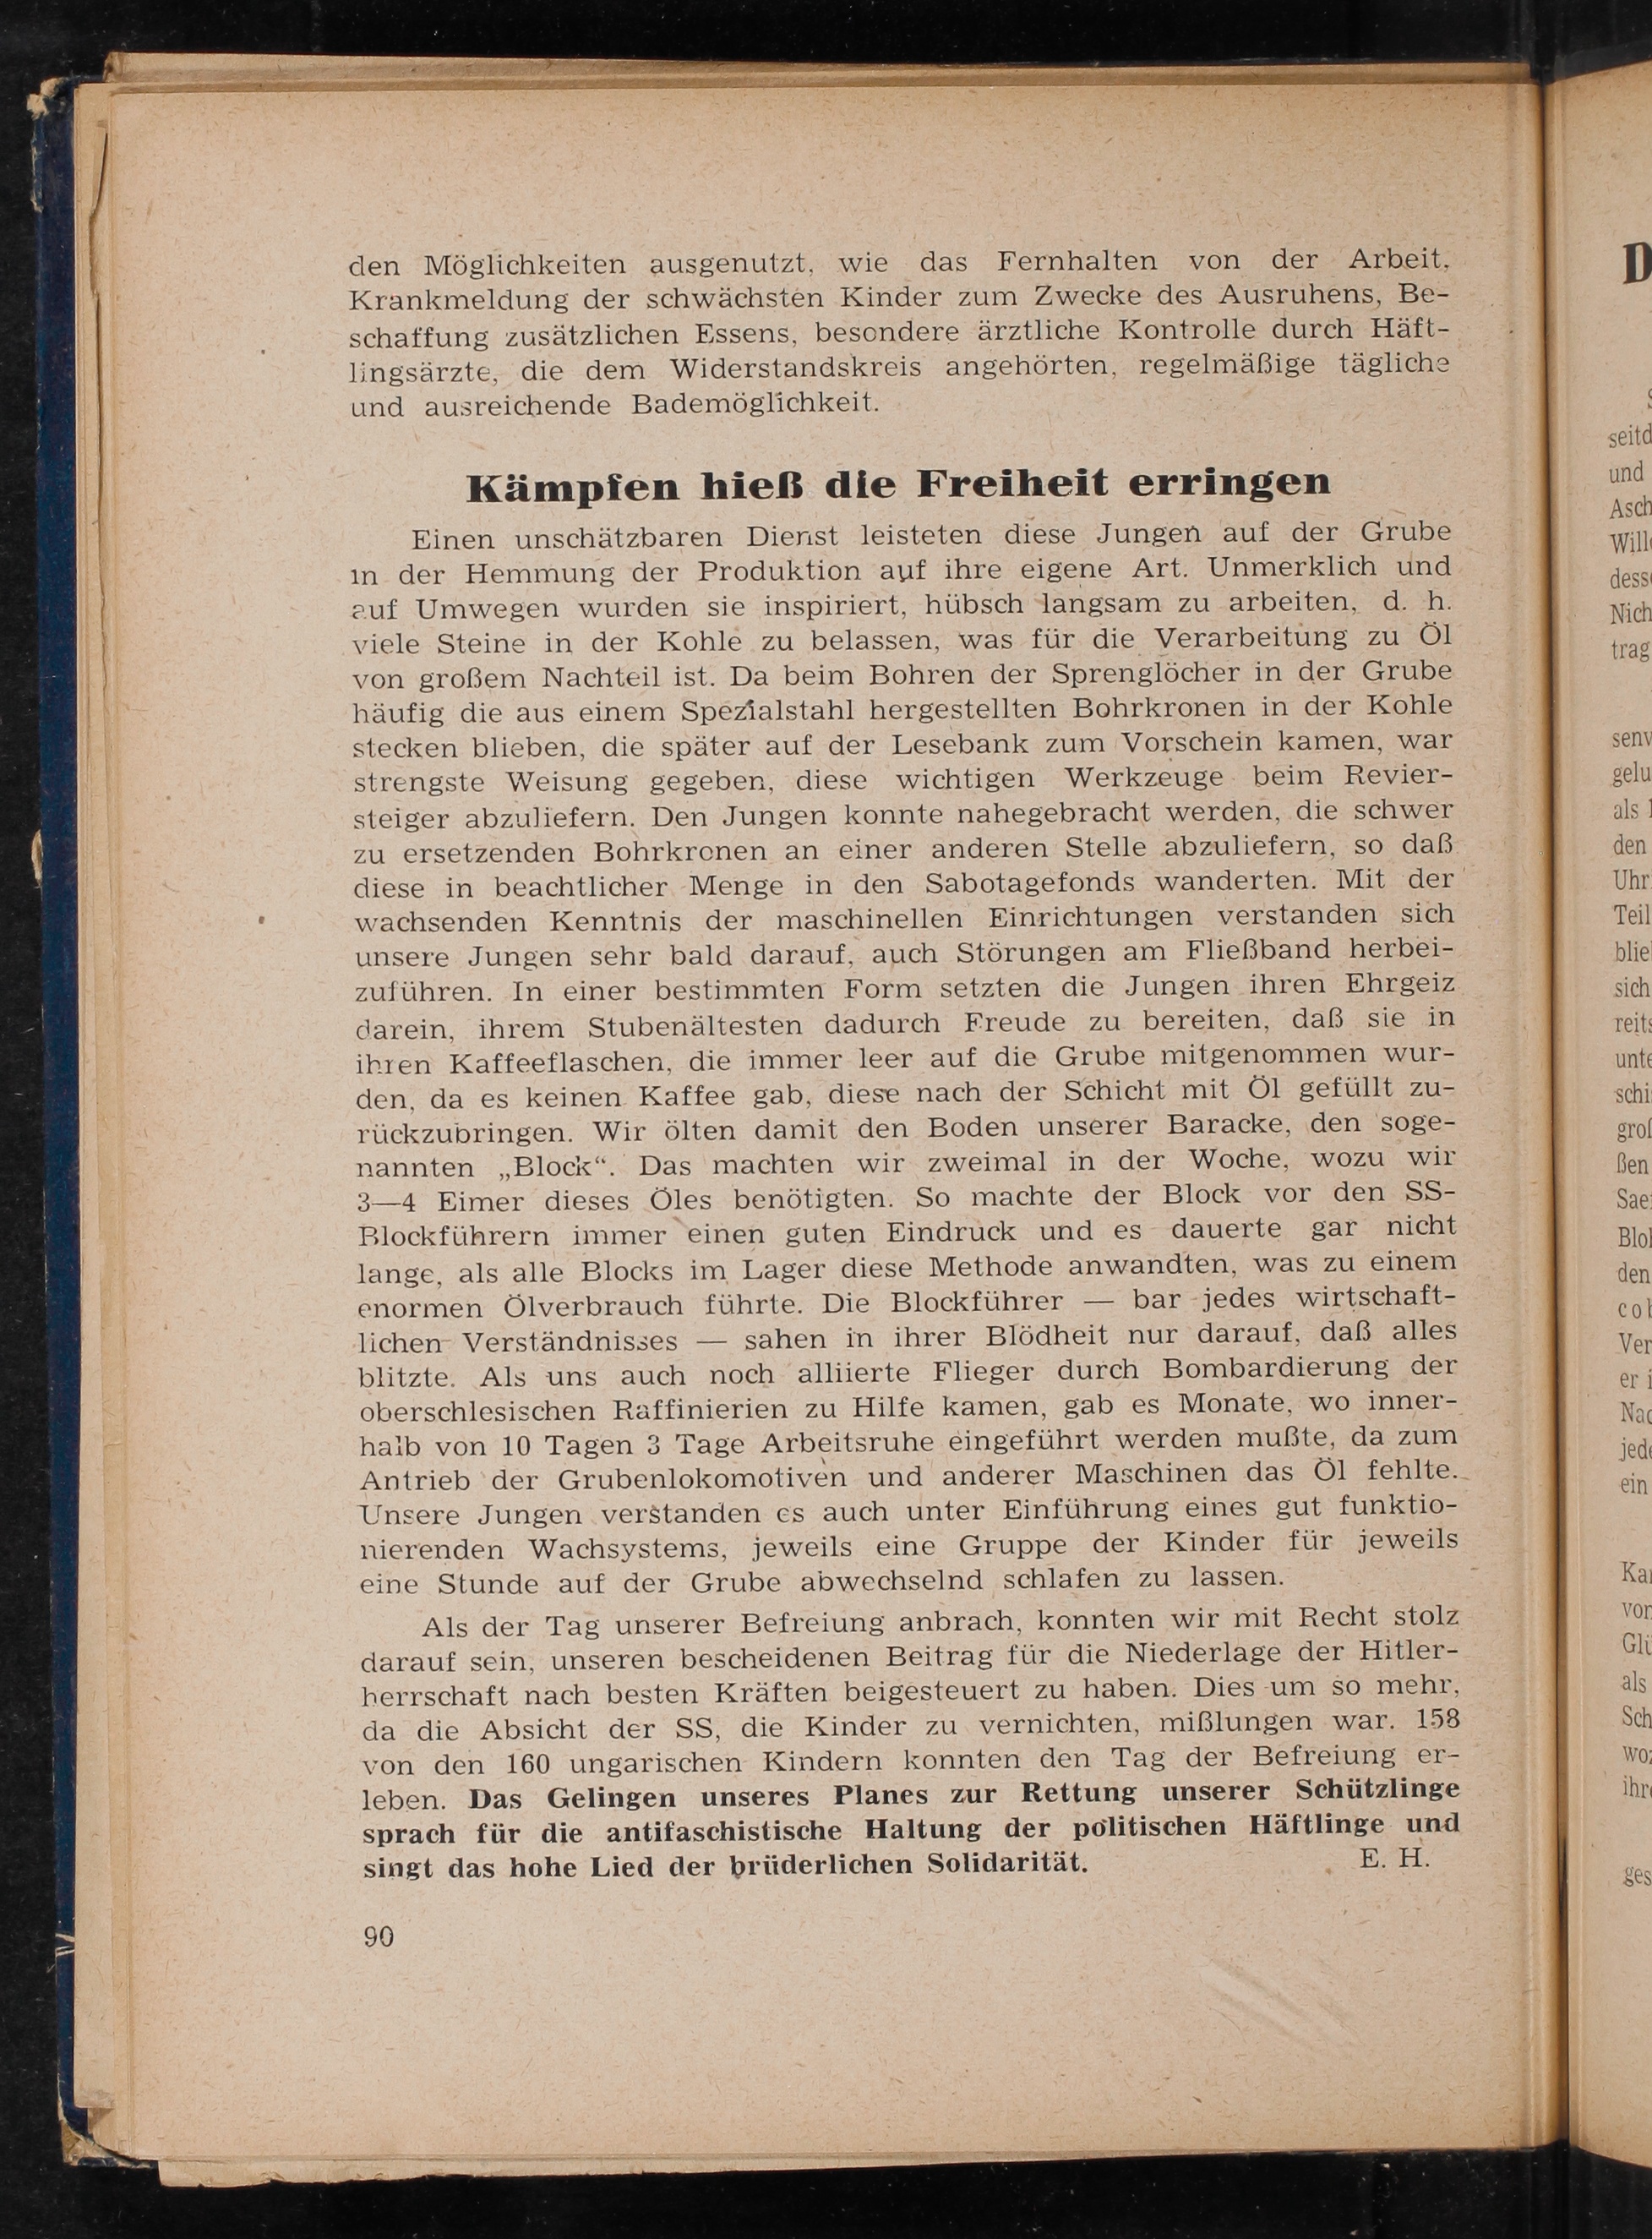 den Möglichkeiten ausgenutzt, wie das Fernhalten von der Arbeit,
Krankmeldung der schwächsten Kinder zum Zwecke des Ausruhens, Be-
schaffung zusätzlichen Essens, besondere ärztliche Kontrolle durch Häft-
lingsärzte, die dem Widerstandskreis angehörten, regelmäßige tägliche
und ausreichende Bademöglichkeit.
Kämpfen hieß die Freiheit erringen
Einen unschätzbaren Dienst leisteten diese Jungen auf der Grube
in der Hemmung der Produktion auf ihre eigene Art. Unmerklich und
auf Umwegen wurden sie inspiriert, hübsch langsam zu arbeiten, d. h.
viele Steine in der Kohle zu belassen, was für die Verarbeitung zu Öl
von großem Nachteil ist. Da beim Bohren der Sprenglöcher in der Grube
häufig die aus einem Spezialstahl hergestellten Bohrkronen in der Kohle
stecken blieben, die später auf der Lesebank zum Vorschein kamen, war
strengste Weisung gegeben, diese wichtigen Werkzeuge beim Revier-
steiger abzuliefern. Den Jungen konnte nahegebracht werden, die schwer
zu ersetzenden Bohrkronen an einer anderen Stelle abzuliefern, so daß
diese in beachtlicher Menge in den Sabotagefonds wanderten. Mit der
wachsenden Kenntnis der maschinellen Einrichtungen verstanden sich
unsere Jungen sehr bald darauf, auch Störungen am Fließband herbei-
zuführen. In einer bestimmten Form setzten die Jungen ihren Ehrgeiz
darein, ihrem Stubenältesten dadurch Freude zu bereiten, daß sie in
ihren Kaffeeflaschen, die immer leer auf die Grube mitgenommen wur-
den, da es keinen Kaffee gab, diese nach der Schicht mit Öl gefüllt zu-
rückzubringen. Wir ölten damit den Boden unserer Baracke, den soge-
nannten „Block“. Das machten wir zweimal in der Woche, wozu wir
3—4 Eimer dieses Öles benötigten. So machte der Block vor den SS-
Blockführern immer einen guten Eindruck und es dauerte gar nicht
lange, als alle Blocks im Lager diese Methode anwandten, was zu einem
enormen Ölverbrauch führte. Die Blockführer — bar jedes wirtschaft-
lichen Verständnisses — sahen in ihrer Blödheit nur darauf, daß alles
blitzte. Als uns auch noch alliierte Flieger durch Bombardierung der
oberschlesischen Raffinierien zu Hilfe kamen, gab es Monate, wo inner-
halb von 10 Tagen 3 Tage Arbeitsruhe eingeführt werden mußte, da zum
Antrieb der Grubenlokomotiven und anderer Maschinen das Öl fehlte.
Unsere Jungen verstanden es auch unter Einführung eines gut funktio-
nierenden Wachsystems, jeweils eine Gruppe der Kinder für jeweils
eine Stunde auf der Grube abwechselnd schlafen zu lassen.
Als der Tag unserer Befreiung anbrach, konnten wir mit Recht stolz
darauf sein, unseren bescheidenen Beitrag für die Niederlage der Hitler-
herrschaft nach besten Kräften beigesteuert zu haben. Dies um so mehr,
da die Absicht der SS, die Kinder zu vernichten, mißlungen war. 158
von den 160 ungarischen Kindern konnten den Tag der Befreiung er-
leben. Das Gelingen unseres Planes zur Rettung unserer Schützlinge
sprach für die antifaschistische Haltung der politischen Häftlinge und
singt das hohe Lied der brüderlichen Solidarität. E. H.
90